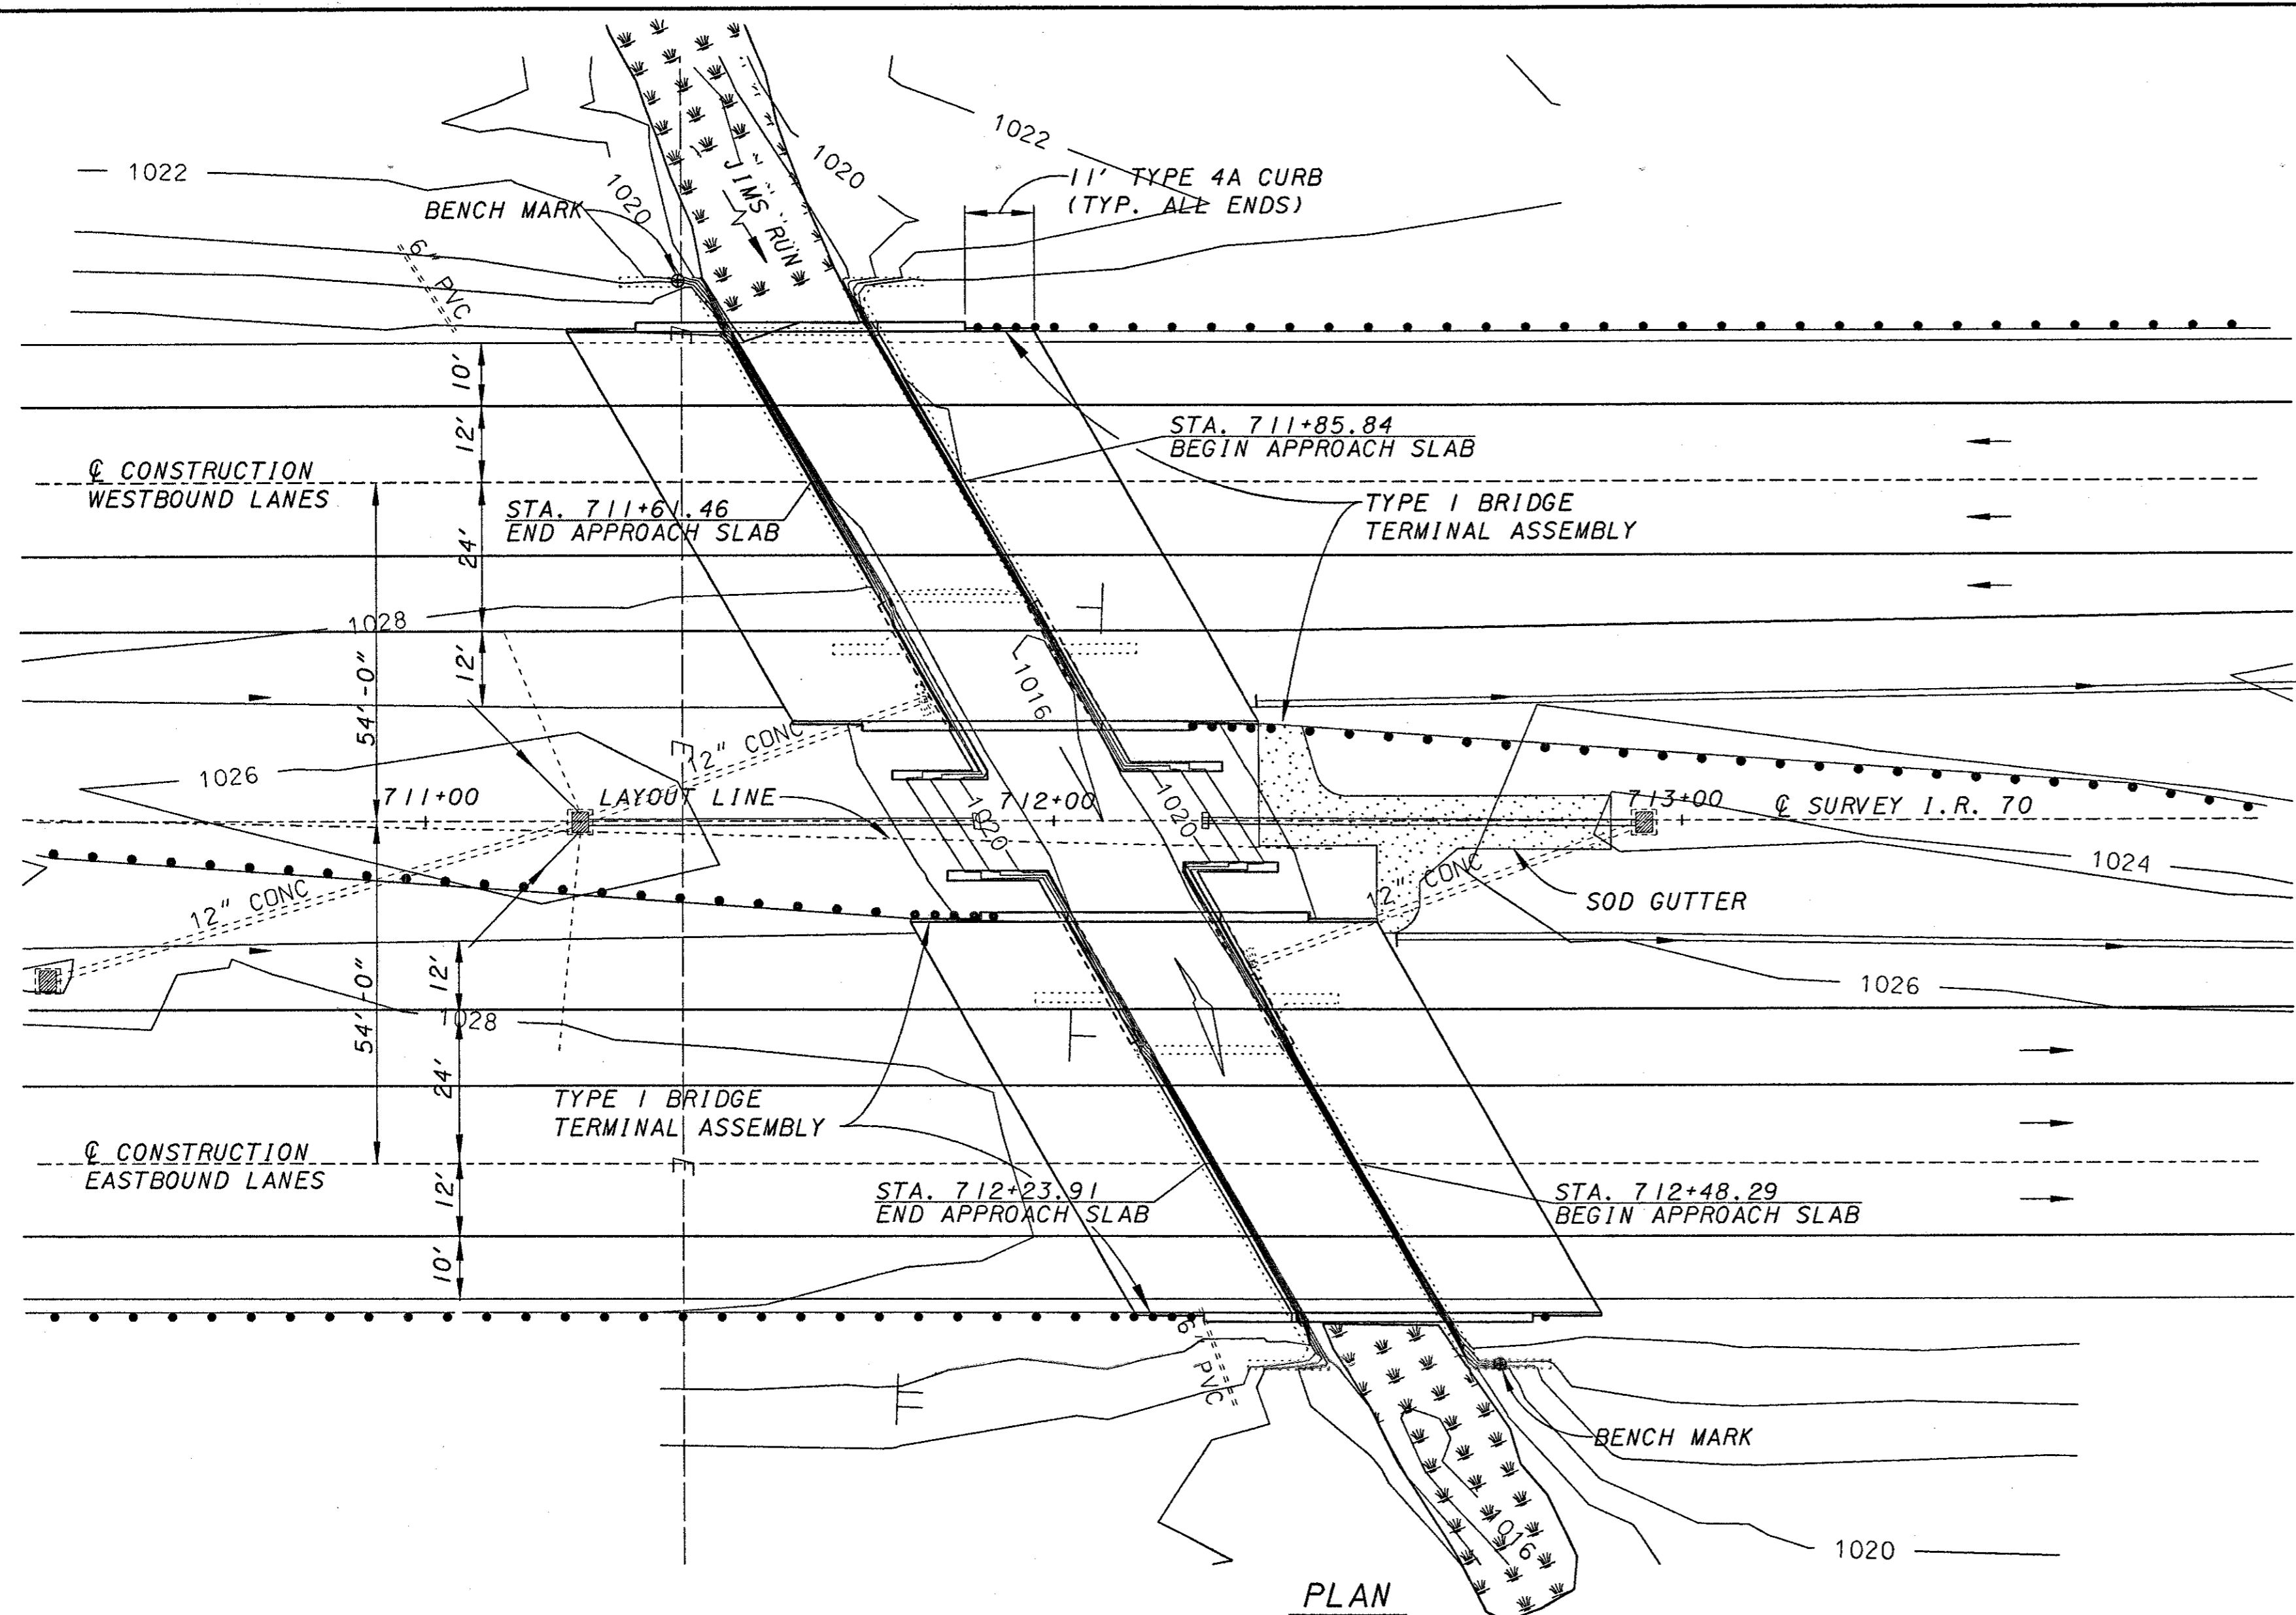 1022
1020
JIMS RUN
1020
1022
11' TYPE 4A CURB
(TYP. ALL ENDS)
BENCH MARK
6" PVC
10'
12'
℄ CONSTRUCTION
WESTBOUND LANES
24'
STA. 711+61.46
END APPROACH SLAB
STA. 711+85.84
BEGIN APPROACH SLAB
TYPE 1 BRIDGE
TERMINAL ASSEMBLY
1028
12'
54'-0"
1016
12" CONC
1026
711+00
LAYOUT LINE
1020
712+00
1020
713+00
℄ SURVEY I.R. 70
1024
12" CONC
12" CONC
SOD GUTTER
1026
12'
54'-0"
1028
24'
TYPE 1 BRIDGE
TERMINAL ASSEMBLY
℄ CONSTRUCTION
EASTBOUND LANES
12'
10'
STA. 712+23.91
END APPROACH SLAB
STA. 712+48.29
BEGIN APPROACH SLAB
6" PVC
BENCH MARK
1016
1020
PLAN